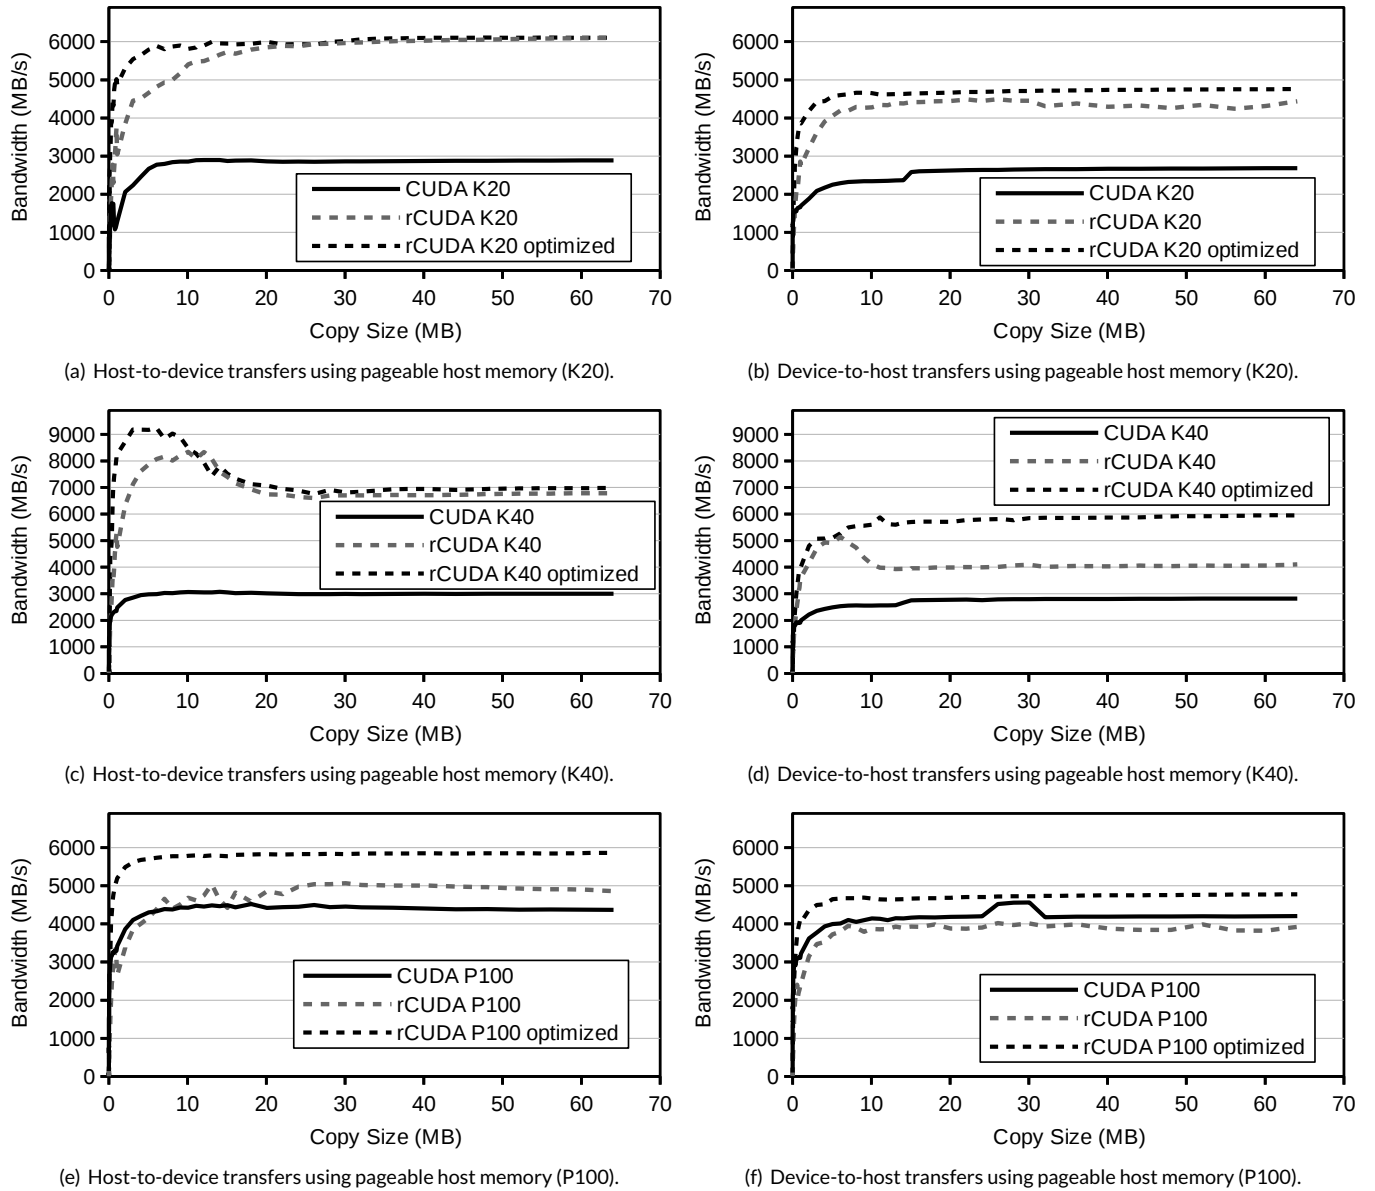 Bandwidth (MB/s)
6000
5000
4000
3000
2000
1000
0
CUDA K20
rCUDA K20
rCUDA K20 optimized
0 10 20 30 40 50 60 70
Copy Size (MB)
(a) Host-to-device transfers using pageable host memory (K20).
Bandwidth (MB/s)
6000
5000
4000
3000
2000
1000
0
CUDA K20
rCUDA K20
rCUDA K20 optimized
0 10 20 30 40 50 60 70
Copy Size (MB)
(b) Device-to-host transfers using pageable host memory (K20).
Bandwidth (MB/s)
9000
8000
7000
6000
5000
4000
3000
2000
1000
0
CUDA K40
rCUDA K40
rCUDA K40 optimized
0 10 20 30 40 50 60 70
Copy Size (MB)
(c) Host-to-device transfers using pageable host memory (K40).
Bandwidth (MB/s)
9000
8000
7000
6000
5000
4000
3000
2000
1000
0
CUDA K40
rCUDA K40
rCUDA K40 optimized
0 10 20 30 40 50 60 70
Copy Size (MB)
(d) Device-to-host transfers using pageable host memory (K40).
Bandwidth (MB/s)
6000
5000
4000
3000
2000
1000
0
CUDA P100
rCUDA P100
rCUDA P100 optimized
0 10 20 30 40 50 60 70
Copy Size (MB)
(e) Host-to-device transfers using pageable host memory (P100).
Bandwidth (MB/s)
6000
5000
4000
3000
2000
1000
0
CUDA P100
rCUDA P100
rCUDA P100 optimized
0 10 20 30 40 50 60 70
Copy Size (MB)
(f) Device-to-host transfers using pageable host memory (P100).